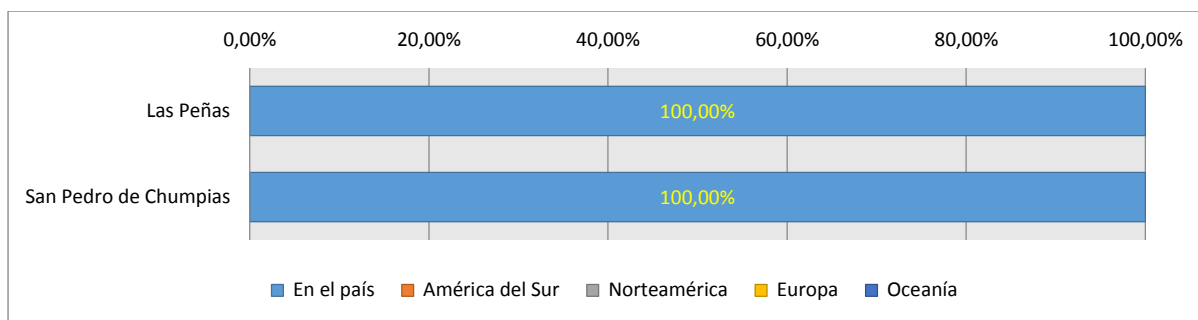 0,00% 20,00% 40,00% 60,00% 80,00% 100,00%
Las Peñas 100,00%
San Pedro de Chumpias 100,00%
En el país América del Sur Norteamérica Europa Oceanía